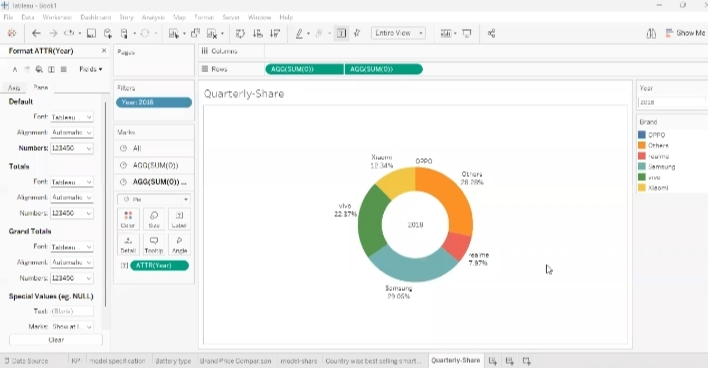 Tableau - Book1
File Data Worksheet Dashboard Story Analysis Map Format Server Window Help
Entire View
Show Me
Format ATTR(Year)
Fields
Axis Pane
Default
Font: Tableau
Alignment: Automatic
Numbers: 123456
Totals
Font: Tableau
Alignment: Automatic
Numbers: 123456
Grand Totals
Font: Tableau
Alignment: Automatic
Numbers: 123456
Special Values (eg. NULL)
Text: (Blank)
Marks: Show at I..
Clear
Pages
Filters
Year: 2018
Marks
All
AGG(SUM(0))
AGG(SUM(0)) ...
Pie
Color Size Label
Detail Tooltip Angle
ATTR(Year)
Columns
Rows AGG(SUM(0)) AGG(SUM(0))
Quarterly-Share
Xiaomi
12.34%
OPPO
Others
28.28%
vivo
22.37%
2018
realme
7.97%
Samsung
29.05%
Year
2018
Brand
OPPO
Others
realme
Samsung
vivo
Xiaomi
Data Source KPI model specification Battery type Brand Price Comparison model-share Country wise best selling smart... Quarterly-Share